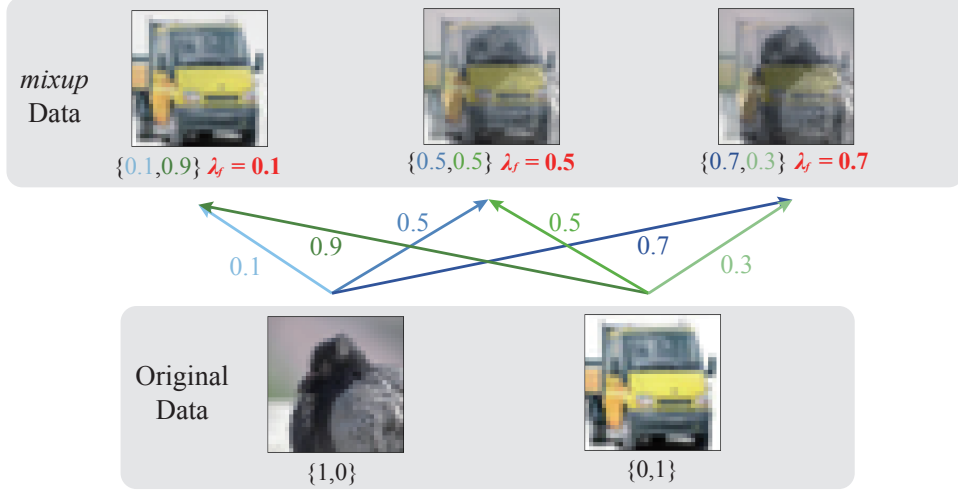 mixup
Data
{0.1,0.9} λf = 0.1
{0.5,0.5} λf = 0.5
{0.7,0.3} λf = 0.7
0.1
0.9
0.5
0.5
0.7
0.3
Original
Data
{1,0}
{0,1}